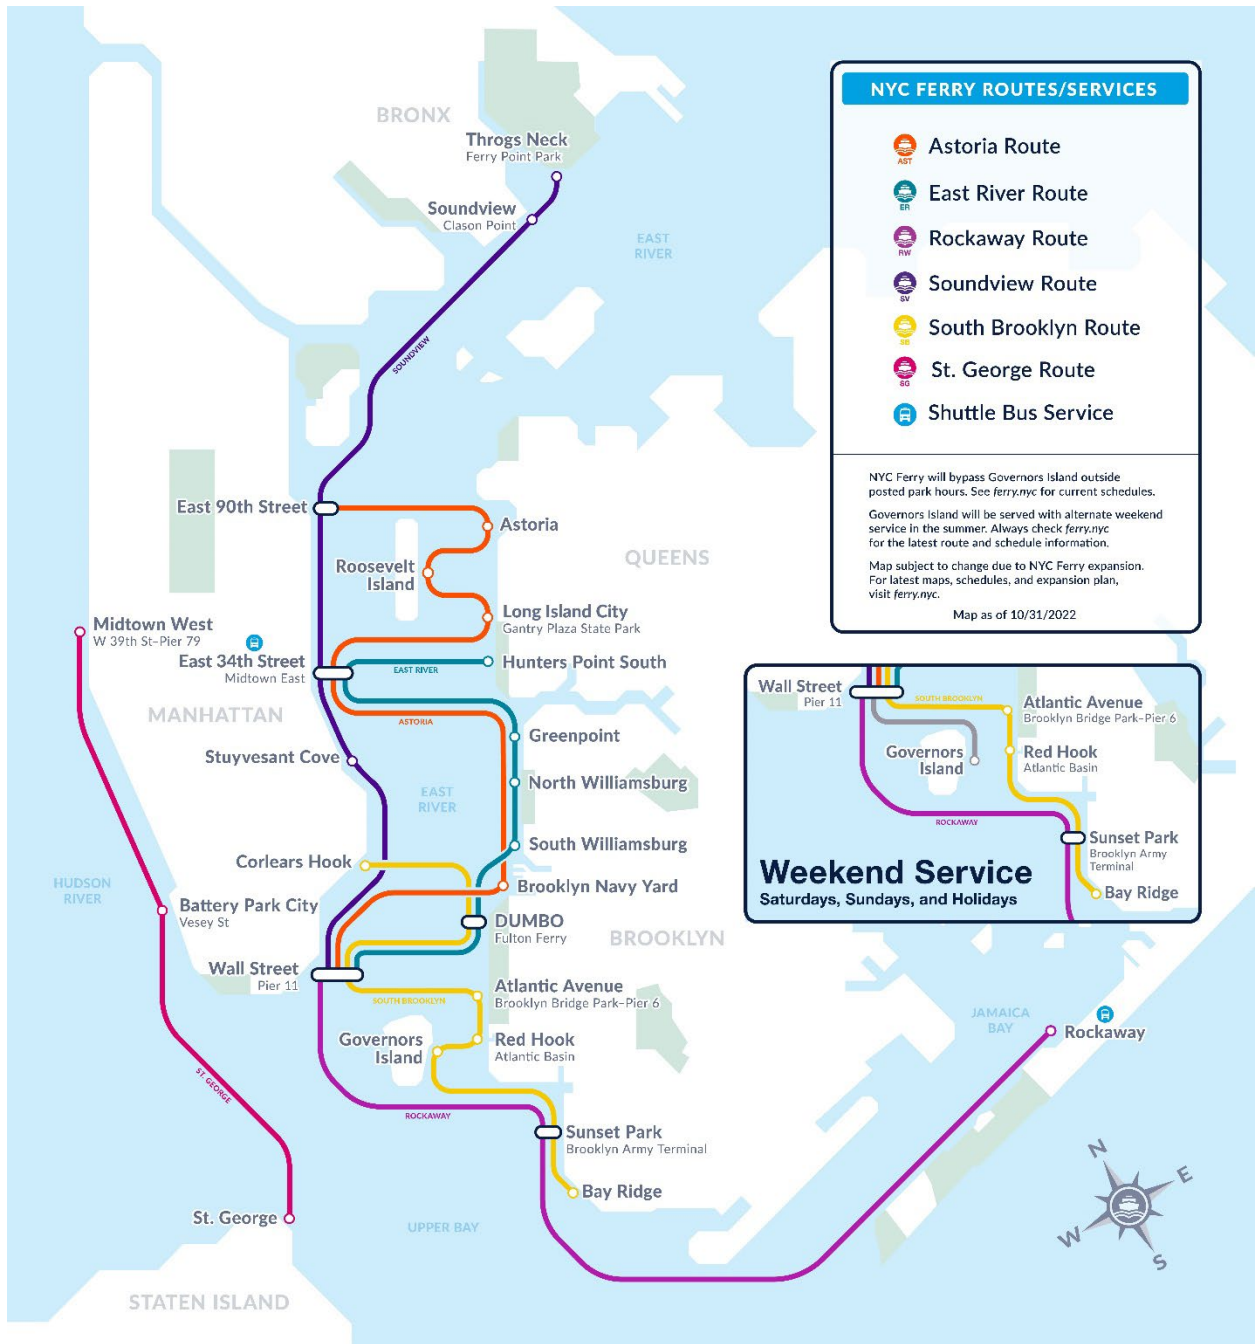 BRONX
Throgs Neck
Ferry Point Park
Soundview
Clason Point
EAST
RIVER
SOUNDVIEW
NYC FERRY ROUTES/SERVICES
AST
Astoria Route
ER
East River Route
RW
Rockaway Route
SV
Soundview Route
SB
South Brooklyn Route
SG
St. George Route
Shuttle Bus Service
NYC Ferry will bypass Governors Island outside
posted park hours. See ferry.nyc for current schedules.
Governors Island will be served with alternate weekend
service in the summer. Always check ferry.nyc
for the latest route and schedule information.
Map subject to change due to NYC Ferry expansion.
For latest maps, schedules, and expansion plan,
visit ferry.nyc.
Map as of 10/31/2022
East 90th Street
Astoria
QUEENS
Roosevelt
Island
Long Island City
Gantry Plaza State Park
Midtown West
W 39th St–Pier 79
East 34th Street
Midtown East
EAST RIVER
Hunters Point South
MANHATTAN
ASTORIA
Greenpoint
Stuyvesant Cove
North Williamsburg
EAST
RIVER
South Williamsburg
Corlears Hook
Brooklyn Navy Yard
HUDSON
RIVER
Battery Park City
Vesey St
DUMBO
Fulton Ferry
BROOKLYN
Wall Street
Pier 11
SOUTH BROOKLYN
Atlantic Avenue
Brooklyn Bridge Park–Pier 6
Governors
Island
Red Hook
Atlantic Basin
ST. GEORGE
ROCKAWAY
Sunset Park
Brooklyn Army Terminal
Bay Ridge
St. George
UPPER BAY
STATEN ISLAND
JAMAICA
BAY
Rockaway
N
E
W
S
Wall Street
Pier 11
SOUTH BROOKLYN
Atlantic Avenue
Brooklyn Bridge Park–Pier 6
Governors
Island
Red Hook
Atlantic Basin
ROCKAWAY
Sunset Park
Brooklyn Army
Terminal
Bay Ridge
Weekend Service
Saturdays, Sundays, and Holidays